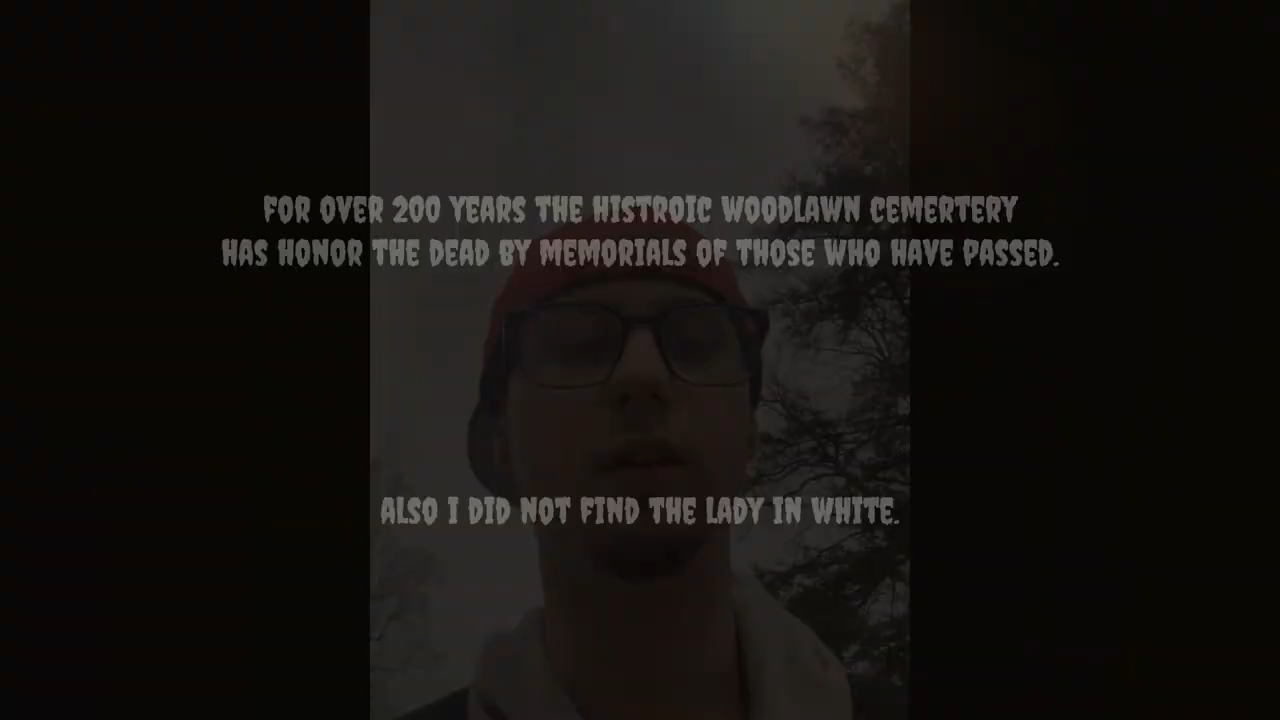 FOR OVER 200 YEARS THE HISTROIC WOODLAWN CEMERTERY
HAS HONOR THE DEAD BY MEMORIALS OF THOSE WHO HAVE PASSED.
ALSO I DID NOT FIND THE LADY IN WHITE.